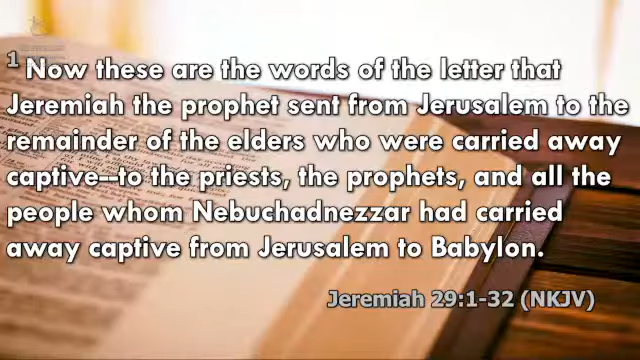 1 Now these are the words of the letter that
Jeremiah the prophet sent from Jerusalem to the
remainder of the elders who were carried away
captive—to the priests, the prophets, and all the
people whom Nebuchadnezzar had carried
away captive from Jerusalem to Babylon.
Jeremiah 29:1-32 (NKJV)